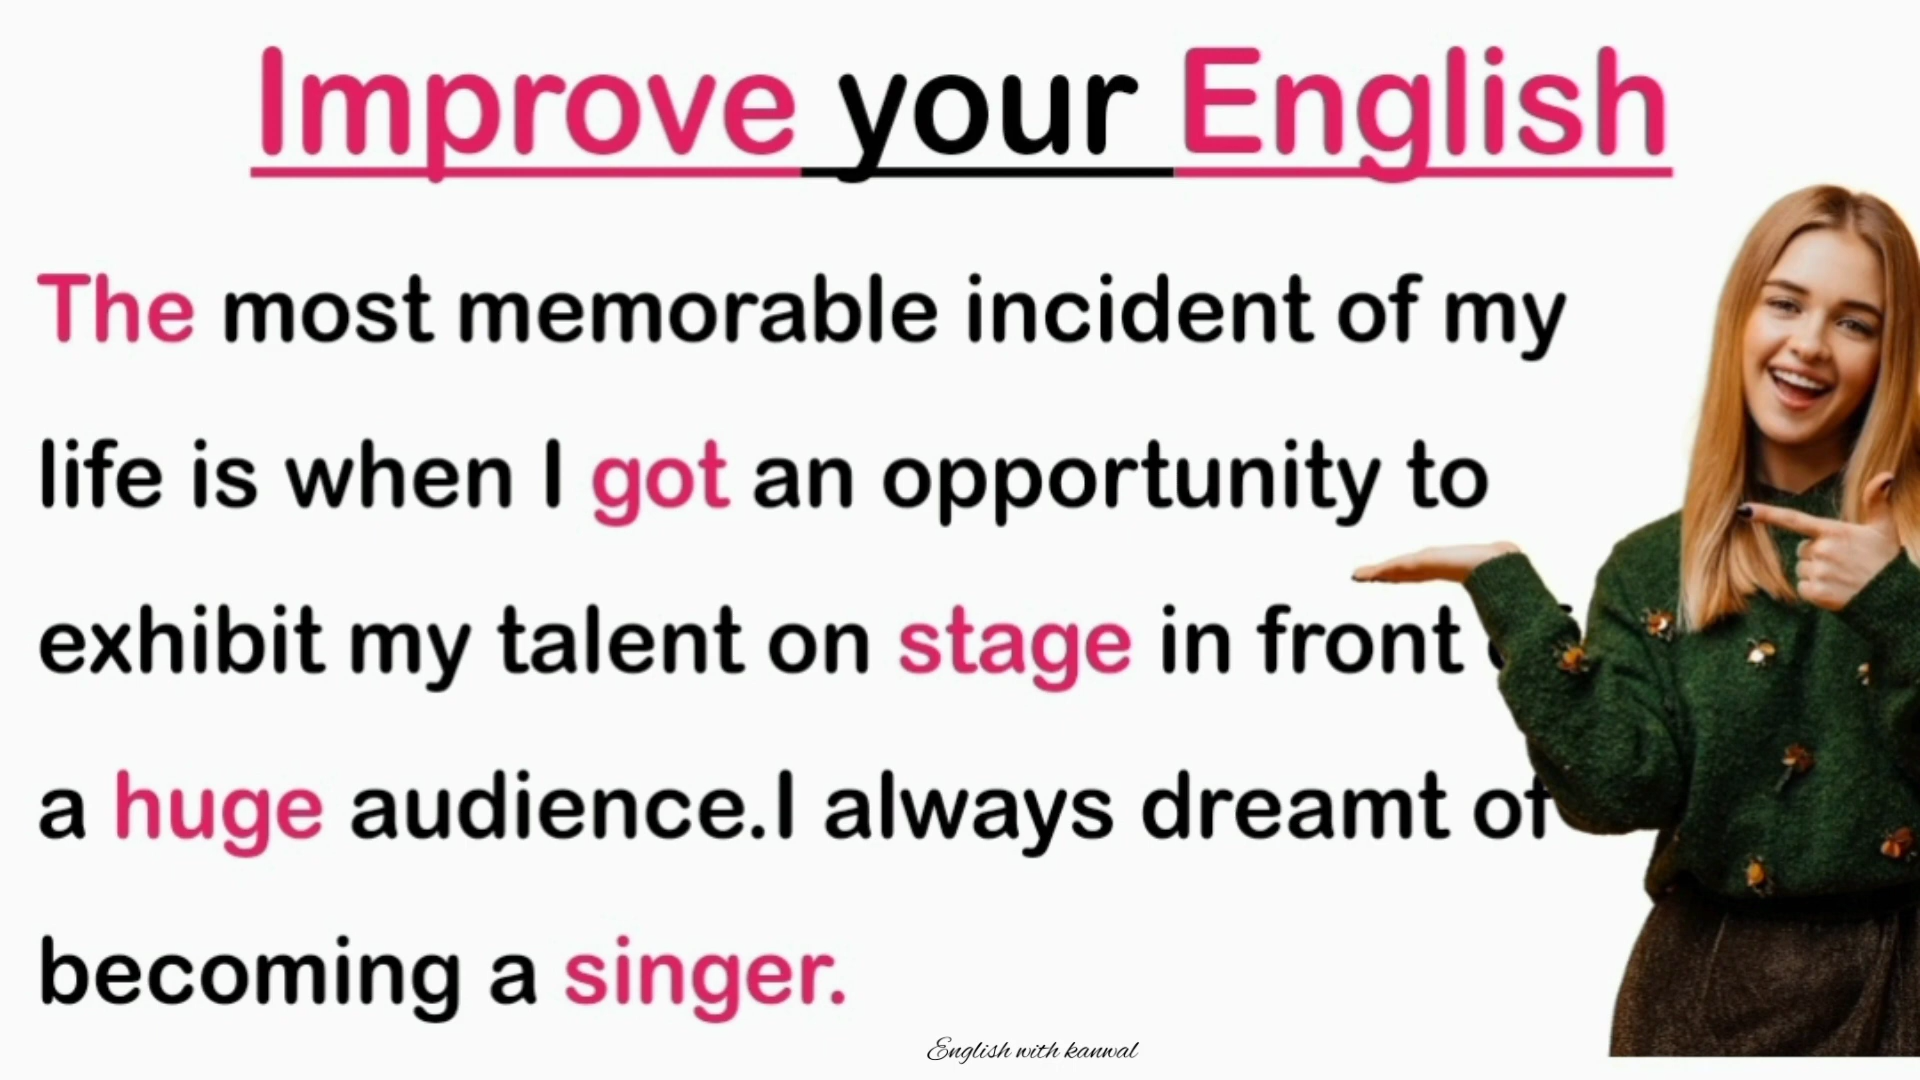 Improve your English
The most memorable incident of my
life is when I got an opportunity to
exhibit my talent on stage in front
a huge audience.I always dreamt of
becoming a singer.
English with kanwal